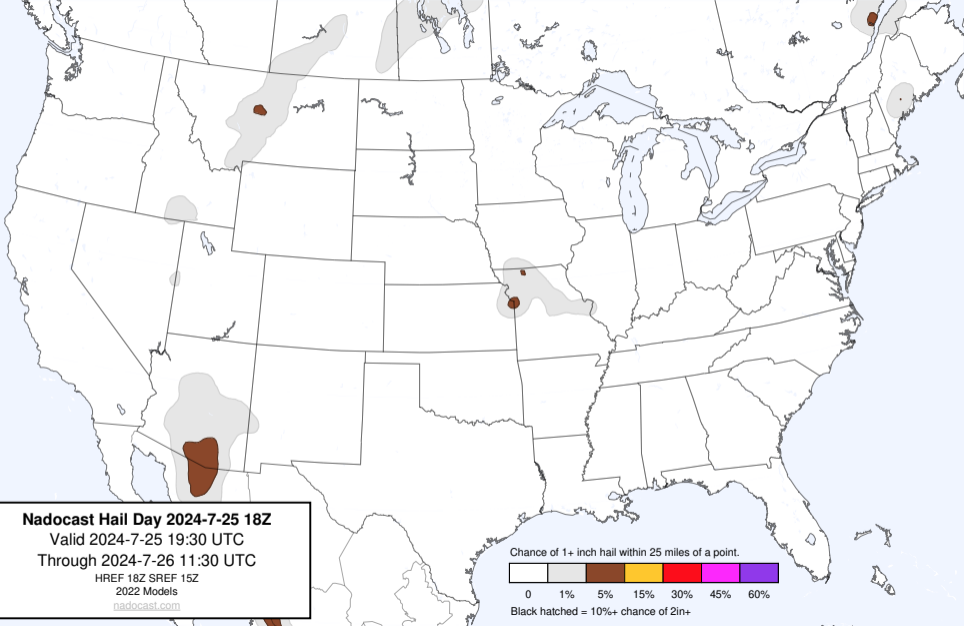 Nadocast Hail Day 2024-7-25 18Z
Valid 2024-7-25 19:30 UTC
Through 2024-7-26 11:30 UTC
HREF 18Z SREF 15Z
2022 Models
nadocast.com
Chance of 1+ inch hail within 25 miles of a point.
0 1% 5% 15% 30% 45% 60%
Black hatched = 10%+ chance of 2in+